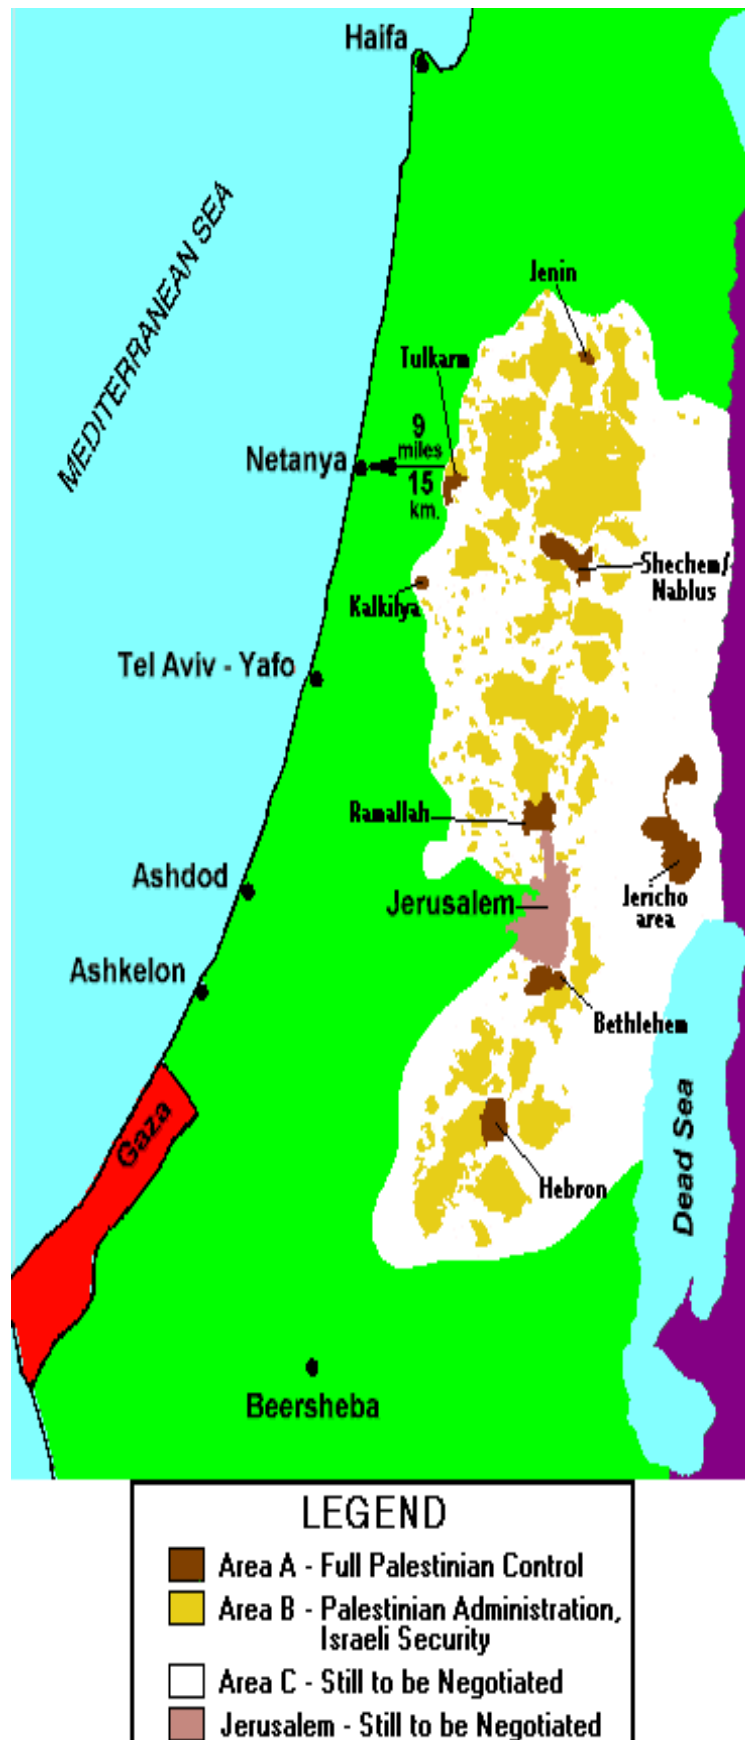 Haifa
MEDITERRANEAN SEA
Jenin
Tulkarm
9
miles
Netanya
15
km.
Shechem/
Nablus
Kalkilya
Tel Aviv - Yafo
Ramallah
Ashdod
Jerusalem
Jericho
area
Ashkelon
Bethlehem
Gaza
Dead Sea
Hebron
Beersheba
LEGEND
Area A - Full Palestinian Control
Area B - Palestinian Administration,
Israeli Security
Area C - Still to be Negotiated
Jerusalem - Still to be Negotiated